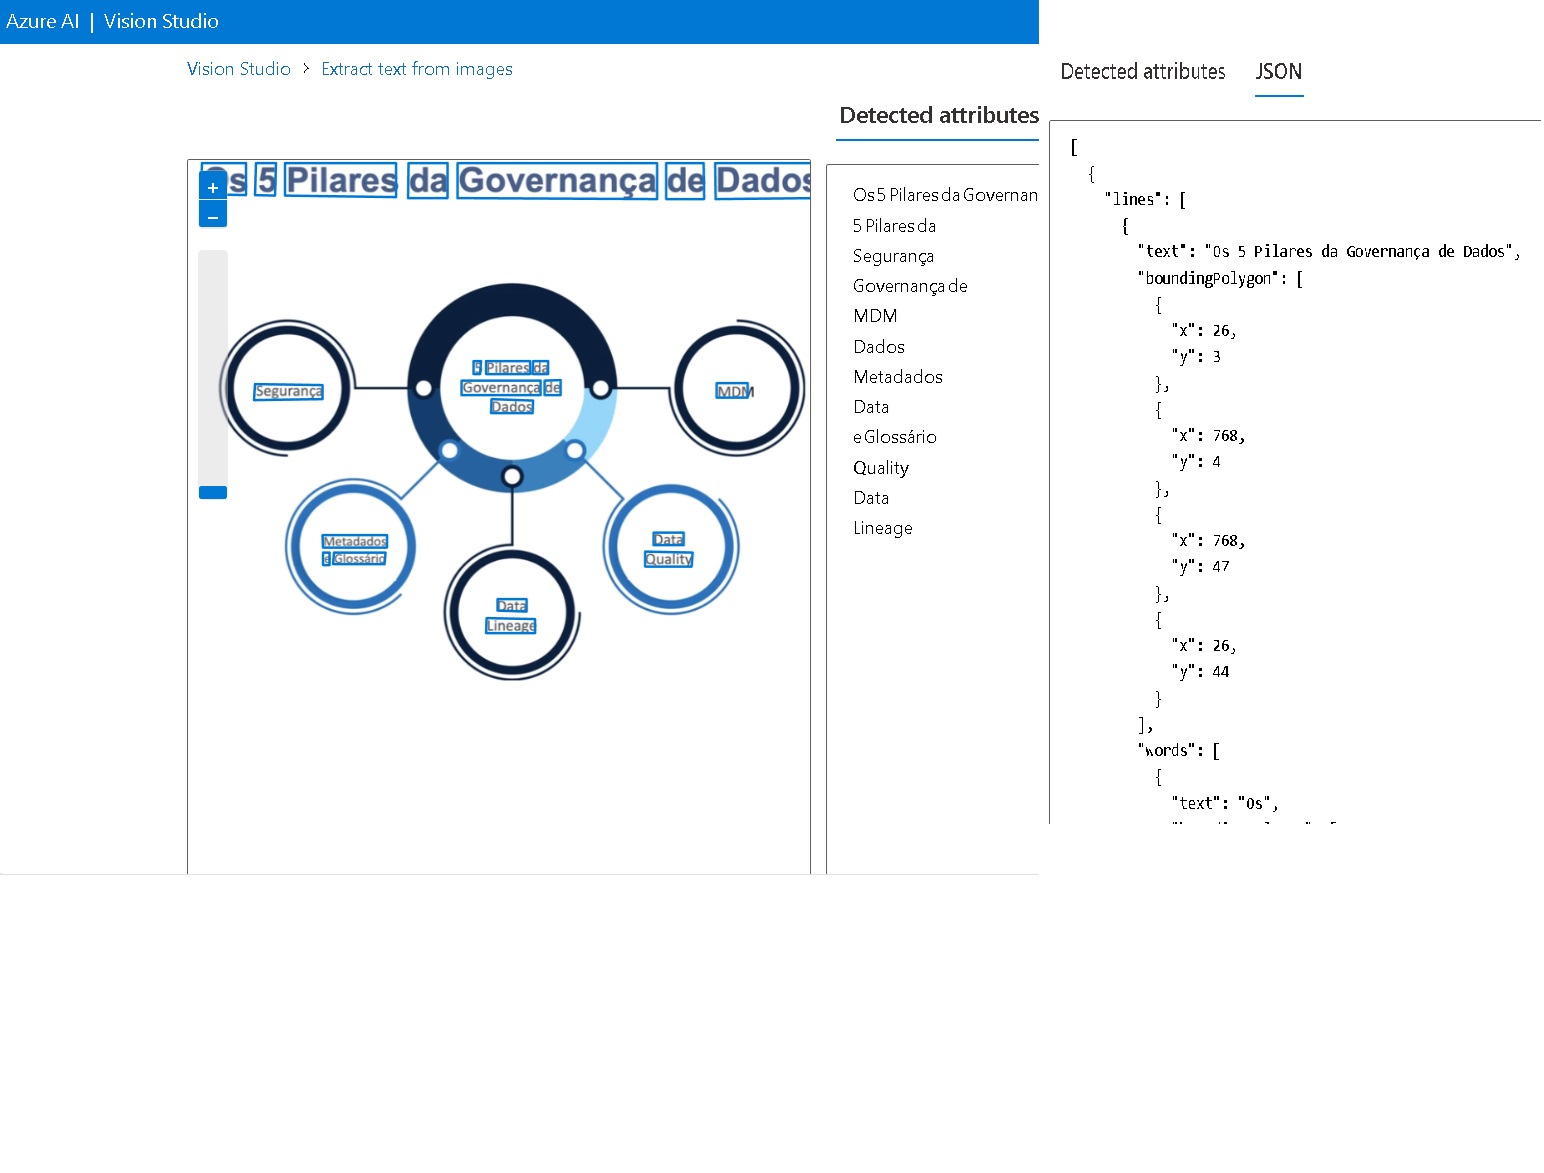 Azure AI | Vision Studio
Vision Studio > Extract text from images
Detected attributes
+
−
Os 5 Pilares da Governança de Dados
5 Pilares da
Governança de
Dados
Segurança
MDM
Metadados
e Glossário
Data
Quality
Data
Lineage
Os 5 Pilares da Governan
5 Pilares da
Segurança
Governança de
MDM
Dados
Metadados
Data
e Glossário
Quality
Data
Lineage
Detected attributes JSON
[
{
"lines": [
{
"text": "Os 5 Pilares da Governança de Dados",
"boundingPolygon": [
{
"x": 26,
"y": 3
},
{
"x": 768,
"y": 4
},
{
"x": 768,
"y": 47
},
{
"x": 26,
"y": 44
}
],
"words": [
{
"text": "Os",